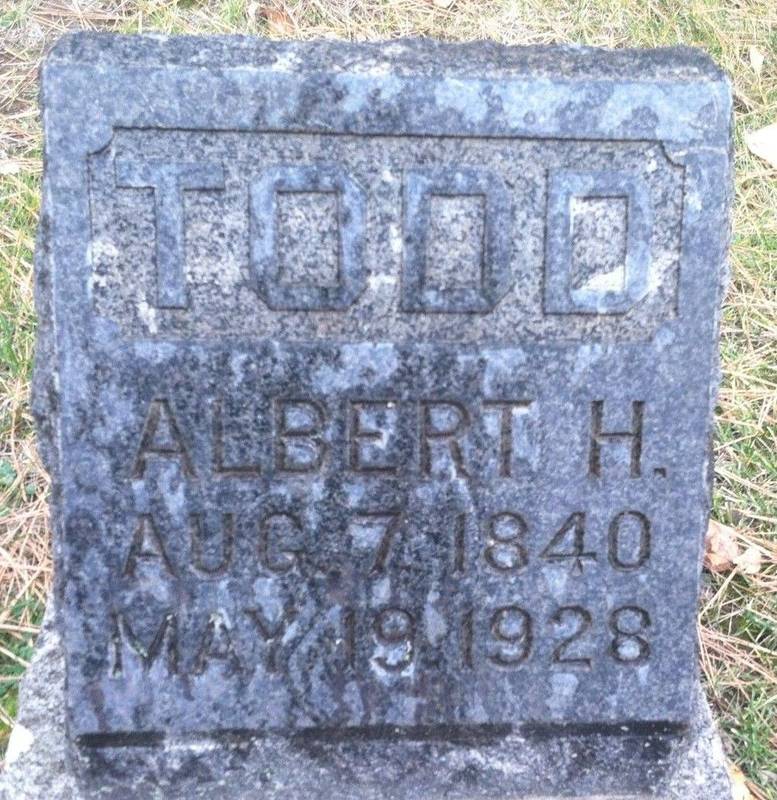 TODD
ALBERT H.
AUG. 7. 1840
MAY 19. 1928